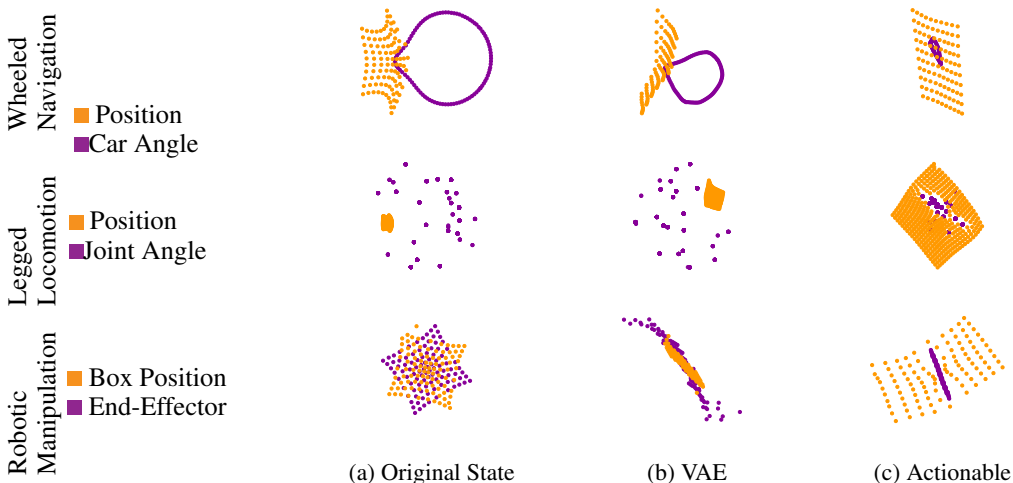 Wheeled
Navigation
Position
Car Angle
Legged
Locomotion
Position
Joint Angle
Robotic
Manipulation
Box Position
End-Effector
(a) Original State
(b) VAE
(c) Actionable